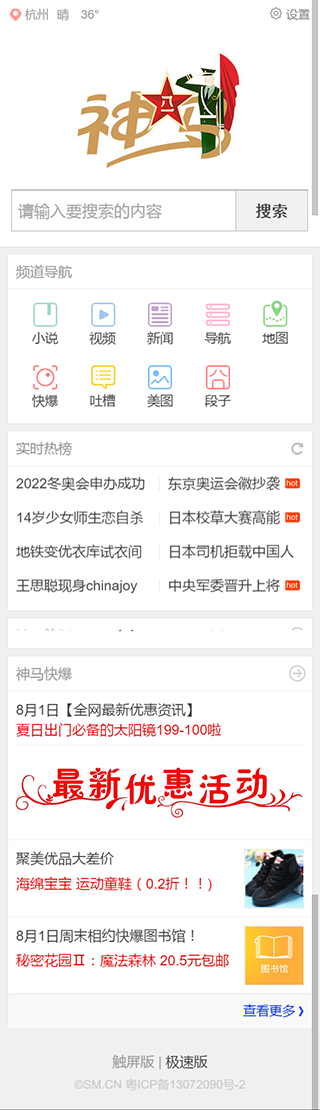 杭州 晴 36° 设置
神马
八一
请输入要搜索的内容 搜索
频道导航
小说 视频 新闻 导航 地图
快爆 吐槽 美图 段子
实时热榜
2022冬奥会申办成功 东京奥运会徽抄袭 hot
14岁少女师生恋自杀 日本校草大赛高能 hot
地铁变优衣库试衣间 日本司机拒载中国人
王思聪现身chinajoy 中央军委晋升上将 hot
神马快爆
8月1日【全网最新优惠资讯】
夏日出门必备的太阳镜199-100啦
最新优惠活动
聚美优品大差价
海绵宝宝 运动童鞋（0.2折！！)
8月1日周末相约快爆图书馆！
秘密花园Ⅱ：魔法森林 20.5元包邮
图书馆
查看更多
触屏版 | 极速版
©SM.CN 粤ICP备13072090号-2